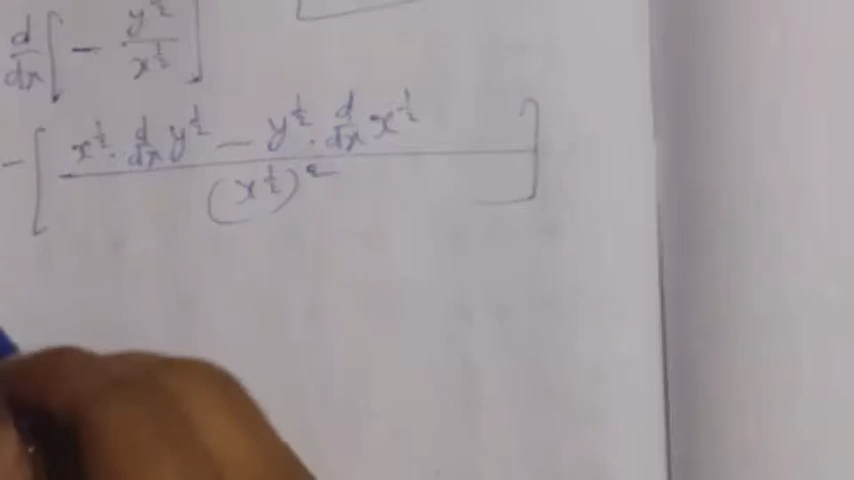 d/dx [ - y^½ / x^½ ]
- [ x^½ · d/dx y^½ - y^½ · d/dx x^½ / (x^½)² ]